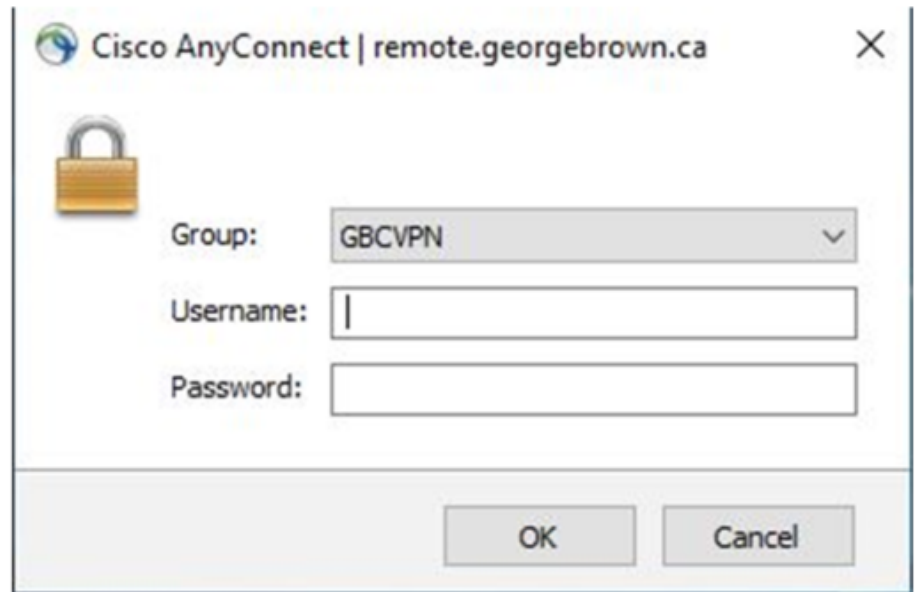 Cisco AnyConnect | remote.georgebrown.ca
Group: GBCVPN
Username:
Password:
OK Cancel